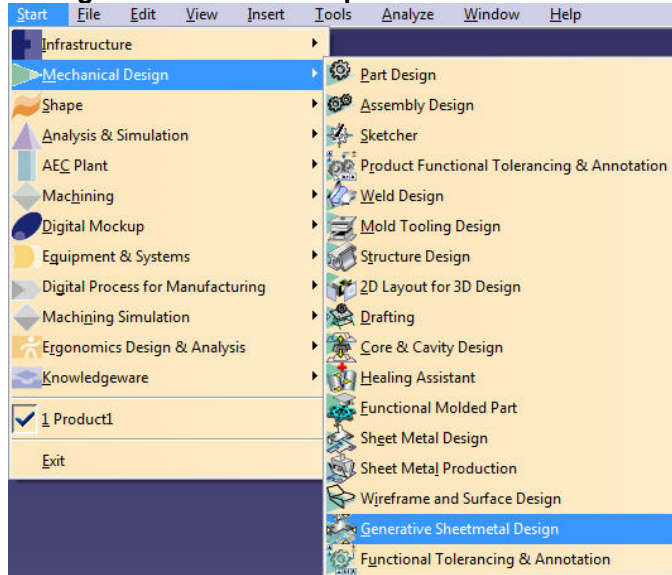 Start File Edit View Insert Tools Analyze Window Help
Infrastructure
Mechanical Design
Shape
Analysis & Simulation
AEC Plant
Machining
Digital Mockup
Equipment & Systems
Digital Process for Manufacturing
Machining Simulation
Ergonomics Design & Analysis
Knowledgeware
1 Product1
Exit
Part Design
Assembly Design
Sketcher
Product Functional Tolerancing & Annotation
Weld Design
Mold Tooling Design
Structure Design
2D Layout for 3D Design
Drafting
Core & Cavity Design
Healing Assistant
Functional Molded Part
Sheet Metal Design
Sheet Metal Production
Wireframe and Surface Design
Generative Sheetmetal Design
Functional Tolerancing & Annotation